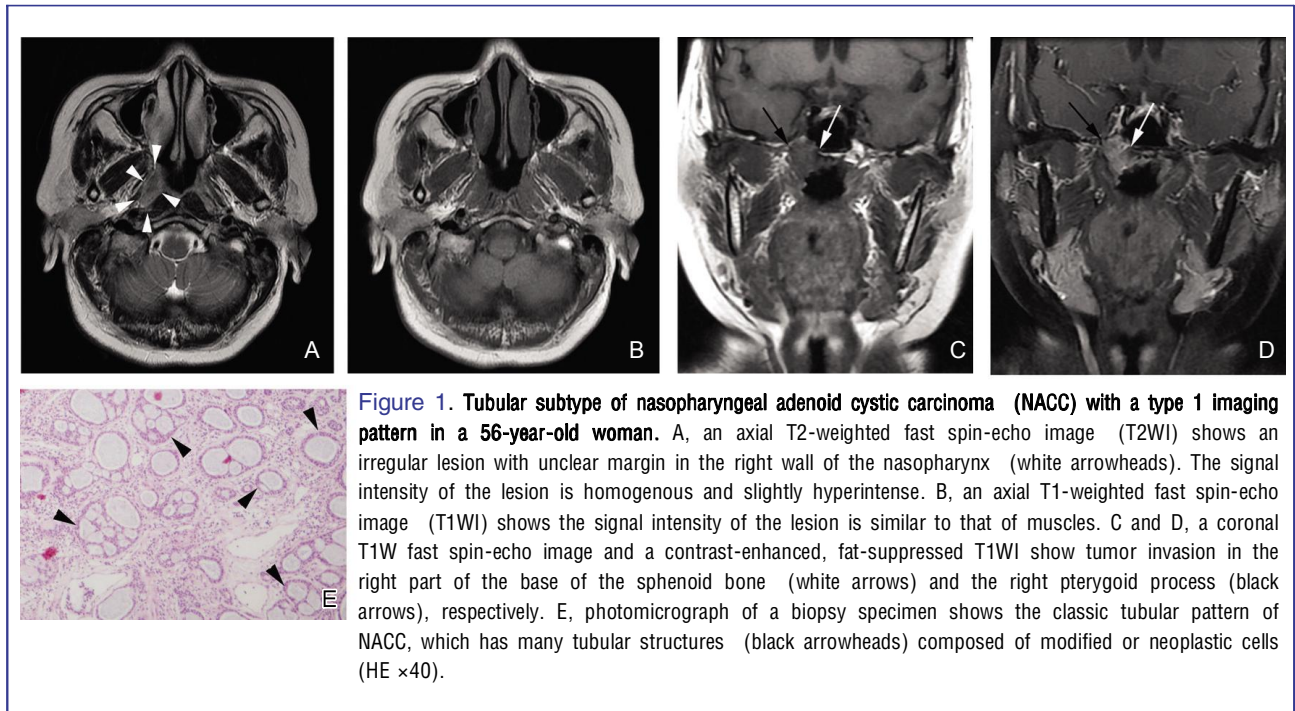 A
B
C
D
E
Figure 1. Tubular subtype of nasopharyngeal adenoid cystic carcinoma (NACC) with a type 1 imaging
pattern in a 56-year-old woman. A, an axial T2-weighted fast spin-echo image (T2WI) shows an
irregular lesion with unclear margin in the right wall of the nasopharynx (white arrowheads). The signal
intensity of the lesion is homogenous and slightly hyperintense. B, an axial T1-weighted fast spin-echo
image (T1WI) shows the signal intensity of the lesion is similar to that of muscles. C and D, a coronal
T1W fast spin-echo image and a contrast-enhanced, fat-suppressed T1WI show tumor invasion in the
right part of the base of the sphenoid bone (white arrows) and the right pterygoid process (black
arrows), respectively. E, photomicrograph of a biopsy specimen shows the classic tubular pattern of
NACC, which has many tubular structures (black arrowheads) composed of modified or neoplastic cells
(HE ×40).